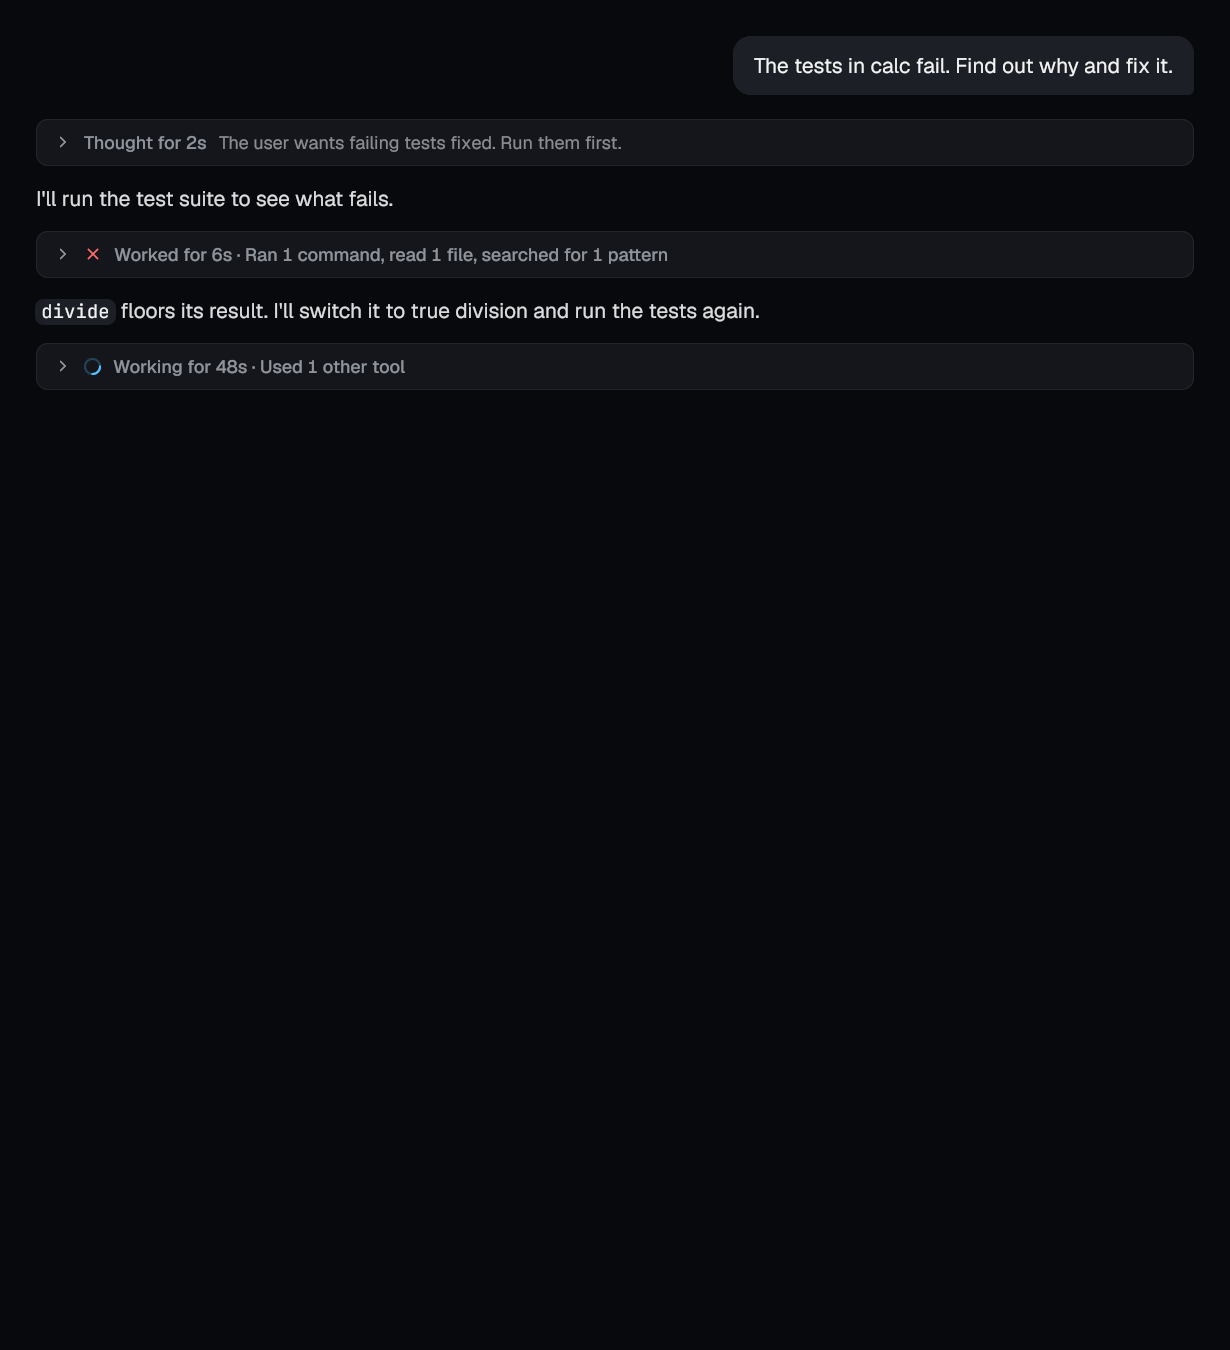 The tests in calc fail. Find out why and fix it.
Thought for 2s The user wants failing tests fixed. Run them first.
I'll run the test suite to see what fails.
Worked for 6s · Ran 1 command, read 1 file, searched for 1 pattern
divide floors its result. I'll switch it to true division and run the tests again.
Working for 48s · Used 1 other tool